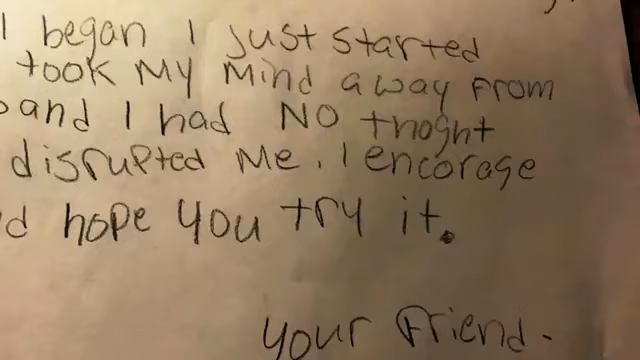 I began I just started
took my mind away from
and I had NO thoght
disrupted me. I encorage
hope you try it.
your friend.